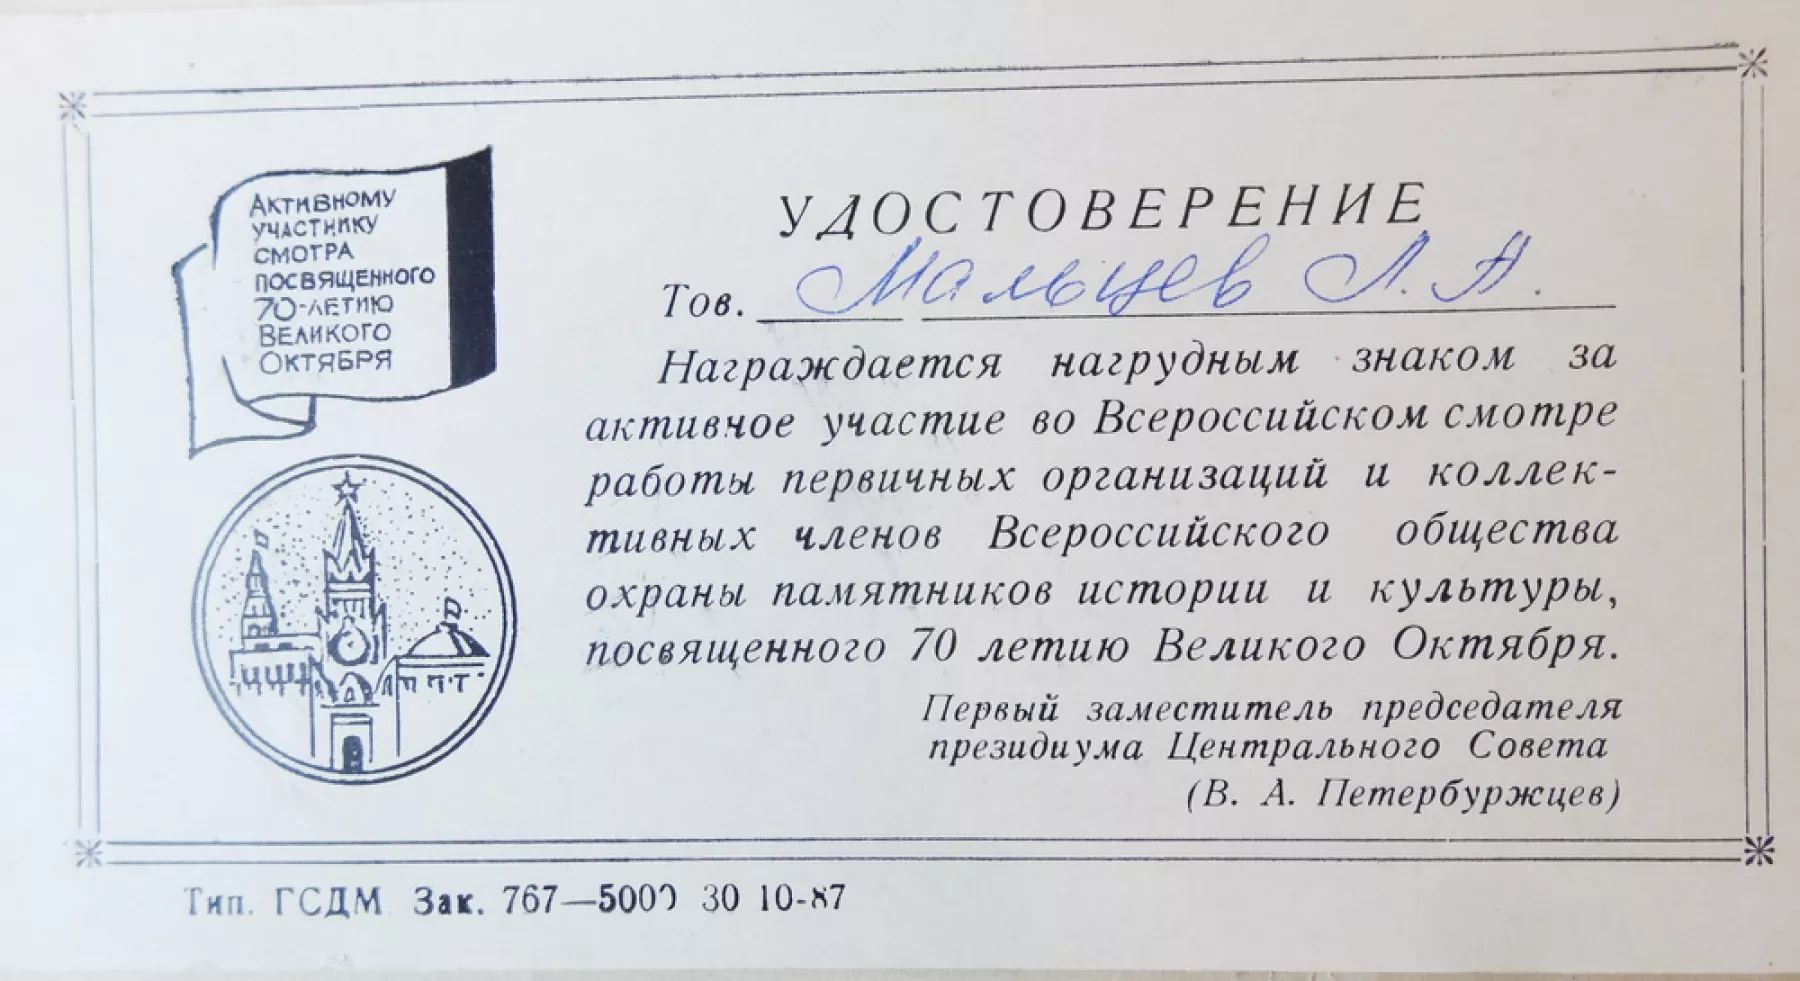 Активному
участнику
смотра
посвященного
70-летию
Великого
Октября
УДОСТОВЕРЕНИЕ
Тов. Мальцев Л. А.
Награждается нагрудным знаком за
активное участие во Всероссийском смотре
работы первичных организаций и коллек-
тивных членов Всероссийского общества
охраны памятников истории и культуры,
посвященного 70 летию Великого Октября.
Первый заместитель председателя
президиума Центрального Совета
(В. А. Петербуржцев)
Тип. ГСДМ Зак. 767—5000 30 10-87